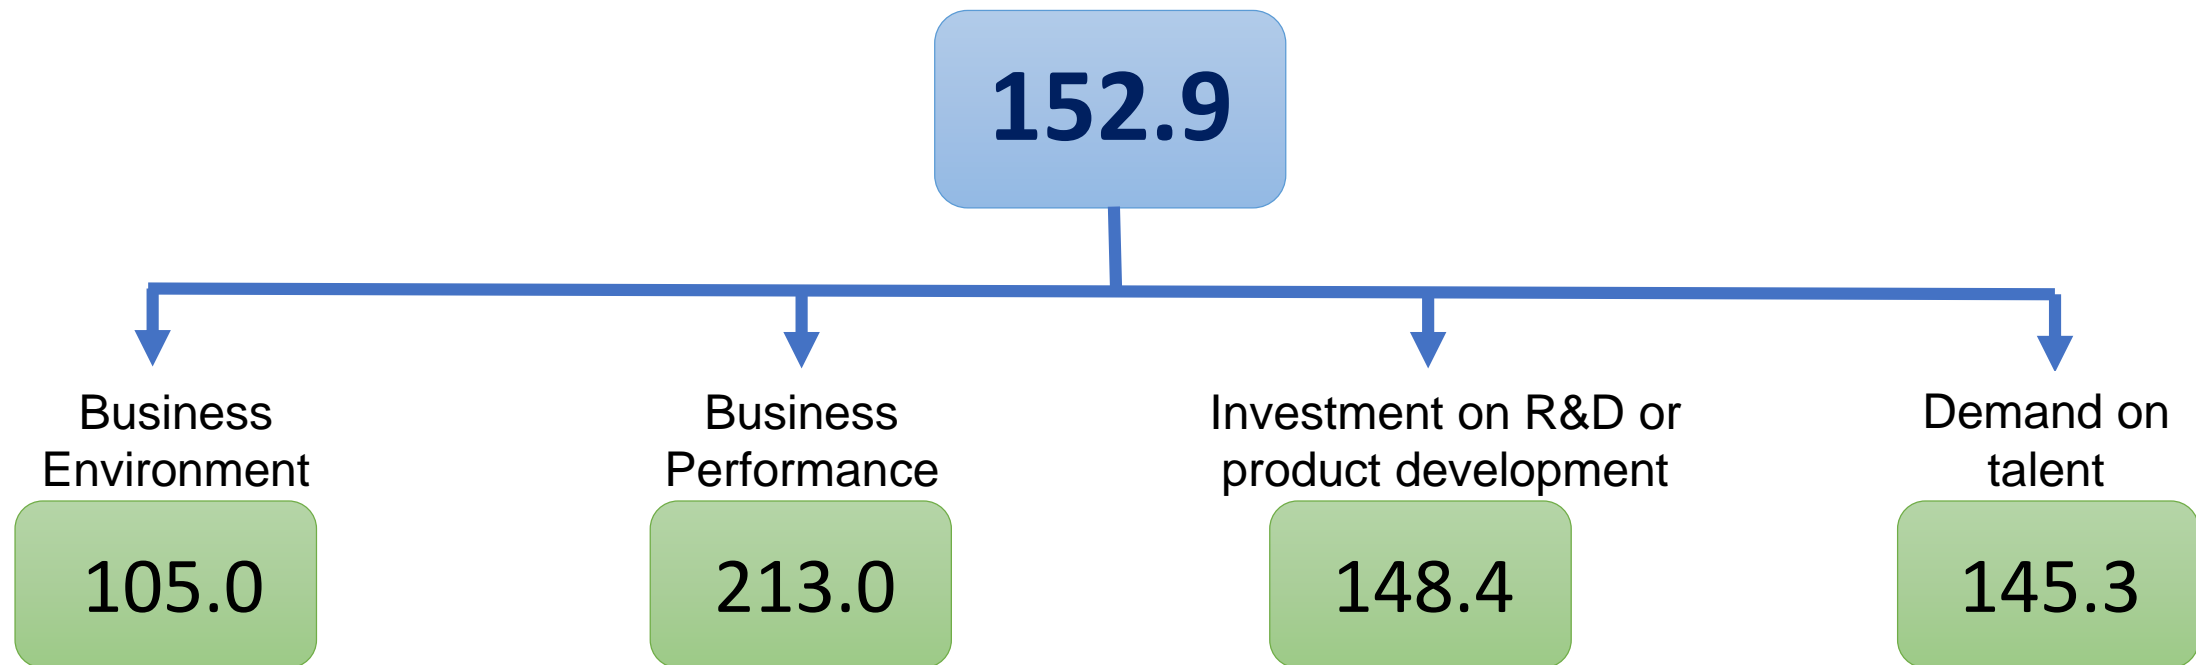 152.9
Business
Environment
105.0
Business
Performance
213.0
Investment on R&D or
product development
148.4
Demand on
talent
145.3